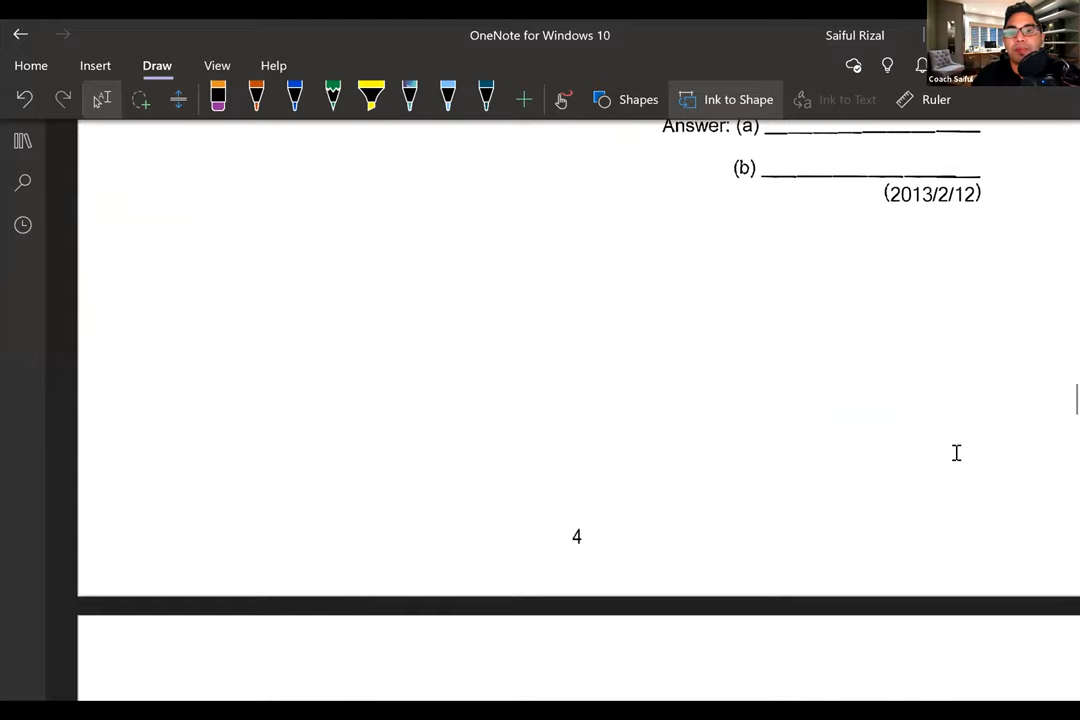 OneNote for Windows 10
Saiful Rizal
Home Insert Draw View Help
Coach Saiful
Shapes Ink to Shape Ink to Text Ruler
Answer: (a)
(b)
(2013/2/12)
4